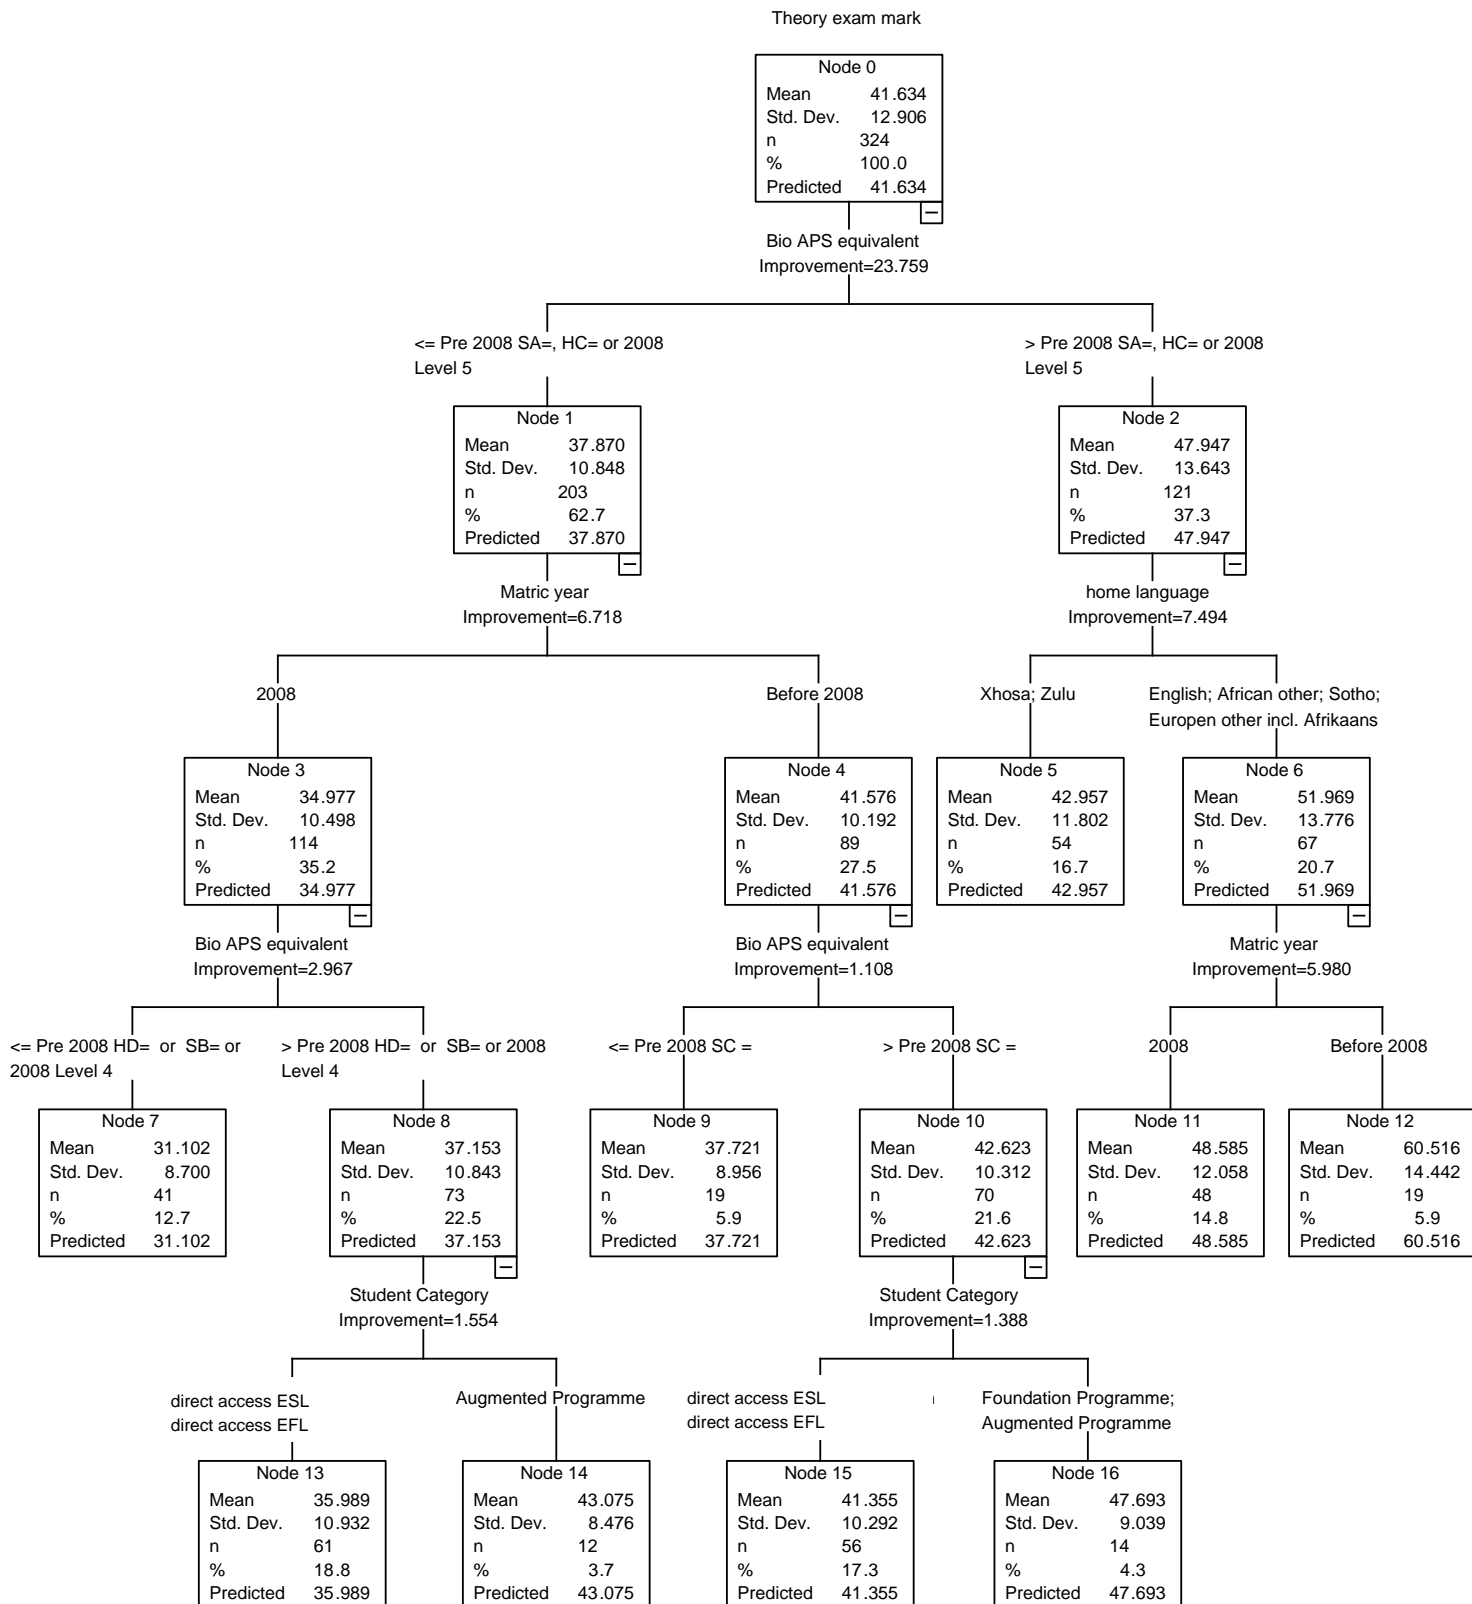 Theory exam mark
Node 0
Mean 41.634
Std. Dev. 12.906
n 324
% 100.0
Predicted 41.634
Bio APS equivalent
Improvement=23.759
<= Pre 2008 SA=, HC= or 2008
Level 5
> Pre 2008 SA=, HC= or 2008
Level 5
Node 1
Mean 37.870
Std. Dev. 10.848
n 203
% 62.7
Predicted 37.870
Node 2
Mean 47.947
Std. Dev. 13.643
n 121
% 37.3
Predicted 47.947
Matric year
Improvement=6.718
home language
Improvement=7.494
2008
Before 2008
Xhosa; Zulu
English; African other; Sotho;
Europen other incl. Afrikaans
Node 3
Mean 34.977
Std. Dev. 10.498
n 114
% 35.2
Predicted 34.977
Node 4
Mean 41.576
Std. Dev. 10.192
n 89
% 27.5
Predicted 41.576
Node 5
Mean 42.957
Std. Dev. 11.802
n 54
% 16.7
Predicted 42.957
Node 6
Mean 51.969
Std. Dev. 13.776
n 67
% 20.7
Predicted 51.969
Bio APS equivalent
Improvement=2.967
Bio APS equivalent
Improvement=1.108
Matric year
Improvement=5.980
<= Pre 2008 HD= or SB= or
2008 Level 4
> Pre 2008 HD= or SB= or 2008
Level 4
<= Pre 2008 SC =
> Pre 2008 SC =
2008
Before 2008
Node 7
Mean 31.102
Std. Dev. 8.700
n 41
% 12.7
Predicted 31.102
Node 8
Mean 37.153
Std. Dev. 10.843
n 73
% 22.5
Predicted 37.153
Node 9
Mean 37.721
Std. Dev. 8.956
n 19
% 5.9
Predicted 37.721
Node 10
Mean 42.623
Std. Dev. 10.312
n 70
% 21.6
Predicted 42.623
Node 11
Mean 48.585
Std. Dev. 12.058
n 48
% 14.8
Predicted 48.585
Node 12
Mean 60.516
Std. Dev. 14.442
n 19
% 5.9
Predicted 60.516
Student Category
Improvement=1.554
Student Category
Improvement=1.388
direct access ESL
direct access EFL
Augmented Programme
direct access ESL
direct access EFL
Foundation Programme;
Augmented Programme
Node 13
Mean 35.989
Std. Dev. 10.932
n 61
% 18.8
Predicted 35.989
Node 14
Mean 43.075
Std. Dev. 8.476
n 12
% 3.7
Predicted 43.075
Node 15
Mean 41.355
Std. Dev. 10.292
n 56
% 17.3
Predicted 41.355
Node 16
Mean 47.693
Std. Dev. 9.039
n 14
% 4.3
Predicted 47.693